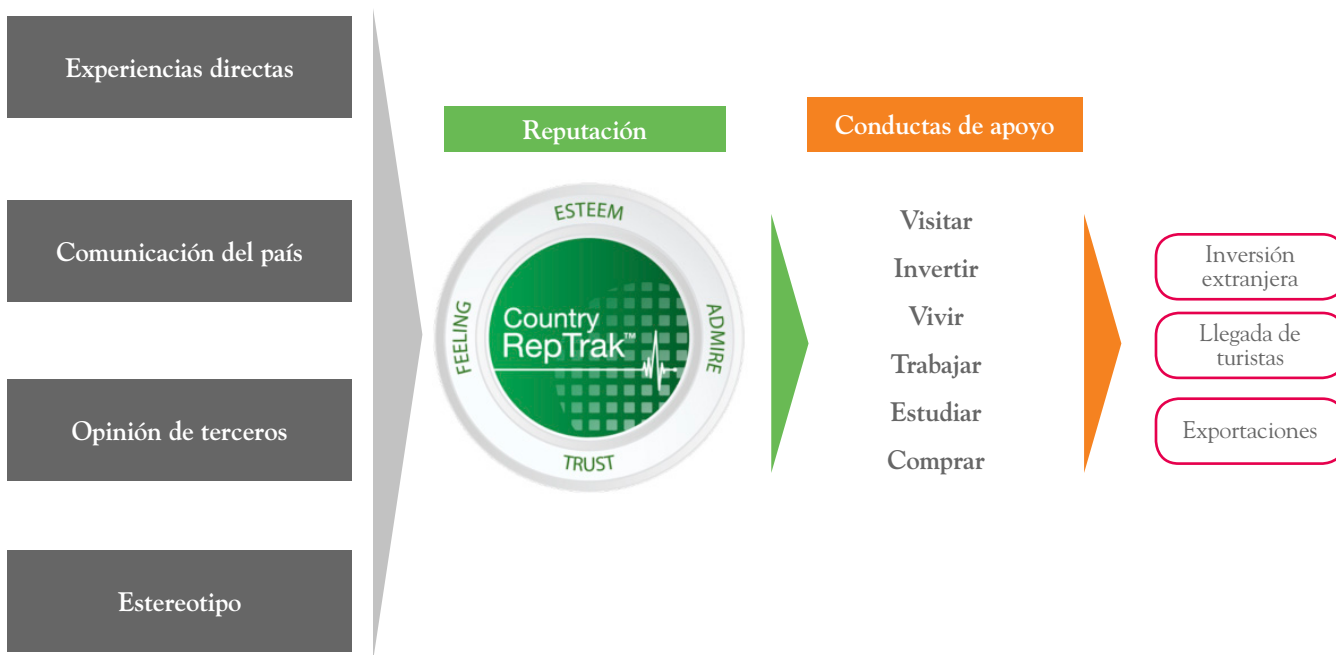 Experiencias directas
Comunicación del país
Opinión de terceros
Estereotipo
Reputación
ESTEEM
FEELING
ADMIRE
Country
RepTrak™
TRUST
Conductas de apoyo
Visitar
Invertir
Vivir
Trabajar
Estudiar
Comprar
Inversión
extranjera
Llegada de
turistas
Exportaciones